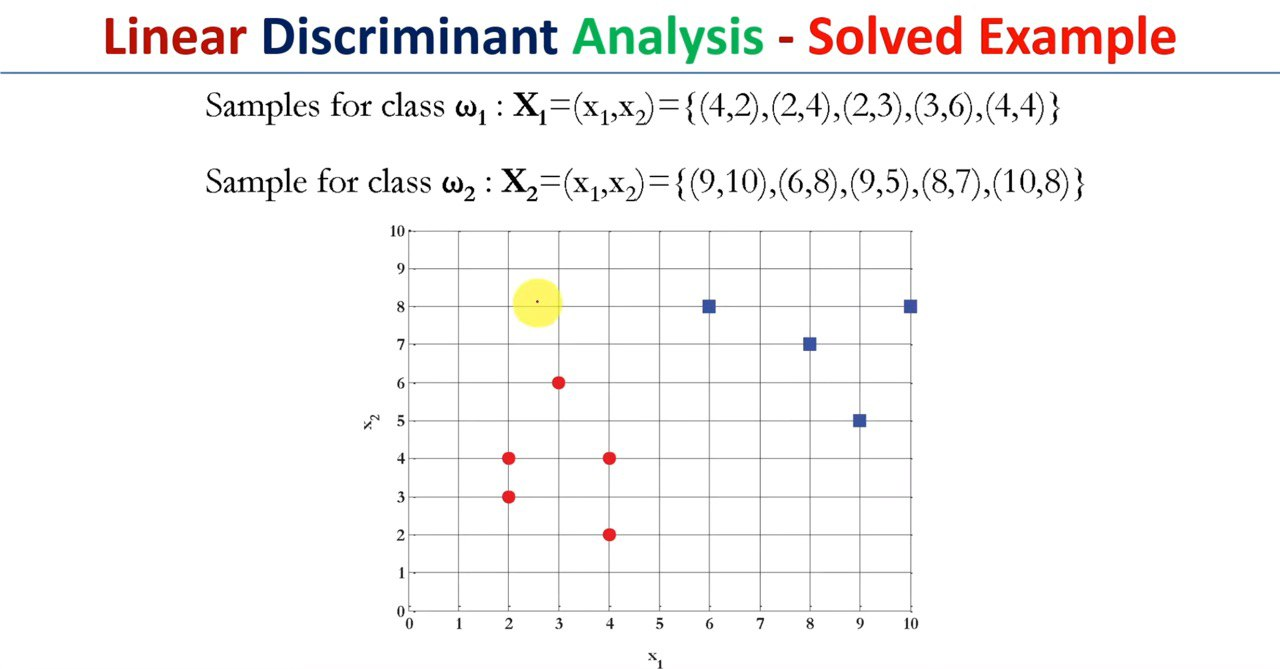 Linear Discriminant Analysis - Solved Example
Samples for class ω₁ : X₁=(x₁,x₂)={(4,2),(2,4),(2,3),(3,6),(4,4)}
Sample for class ω₂ : X₂=(x₁,x₂)={(9,10),(6,8),(9,5),(8,7),(10,8)}
10
9
8
7
6
5
4
3
2
1
0
x₂
0 1 2 3 4 5 6 7 8 9 10
x₁